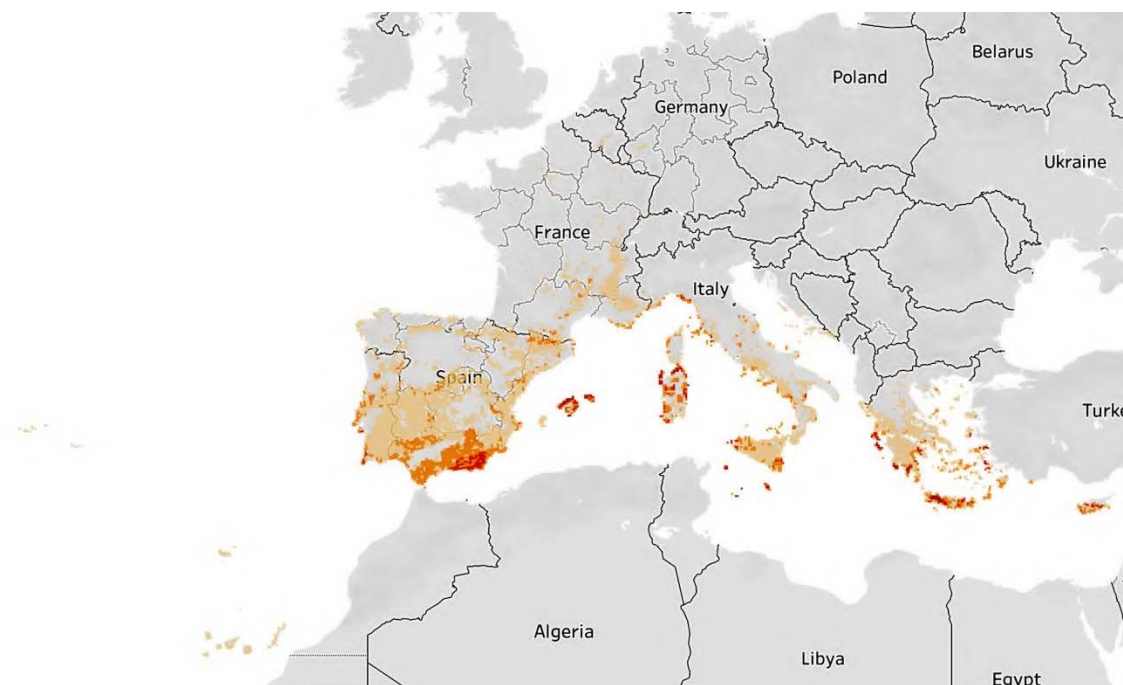 Belarus
Poland
Germany
Ukraine
France
Italy
Spain
Turke
Algeria
Libya
Egypt